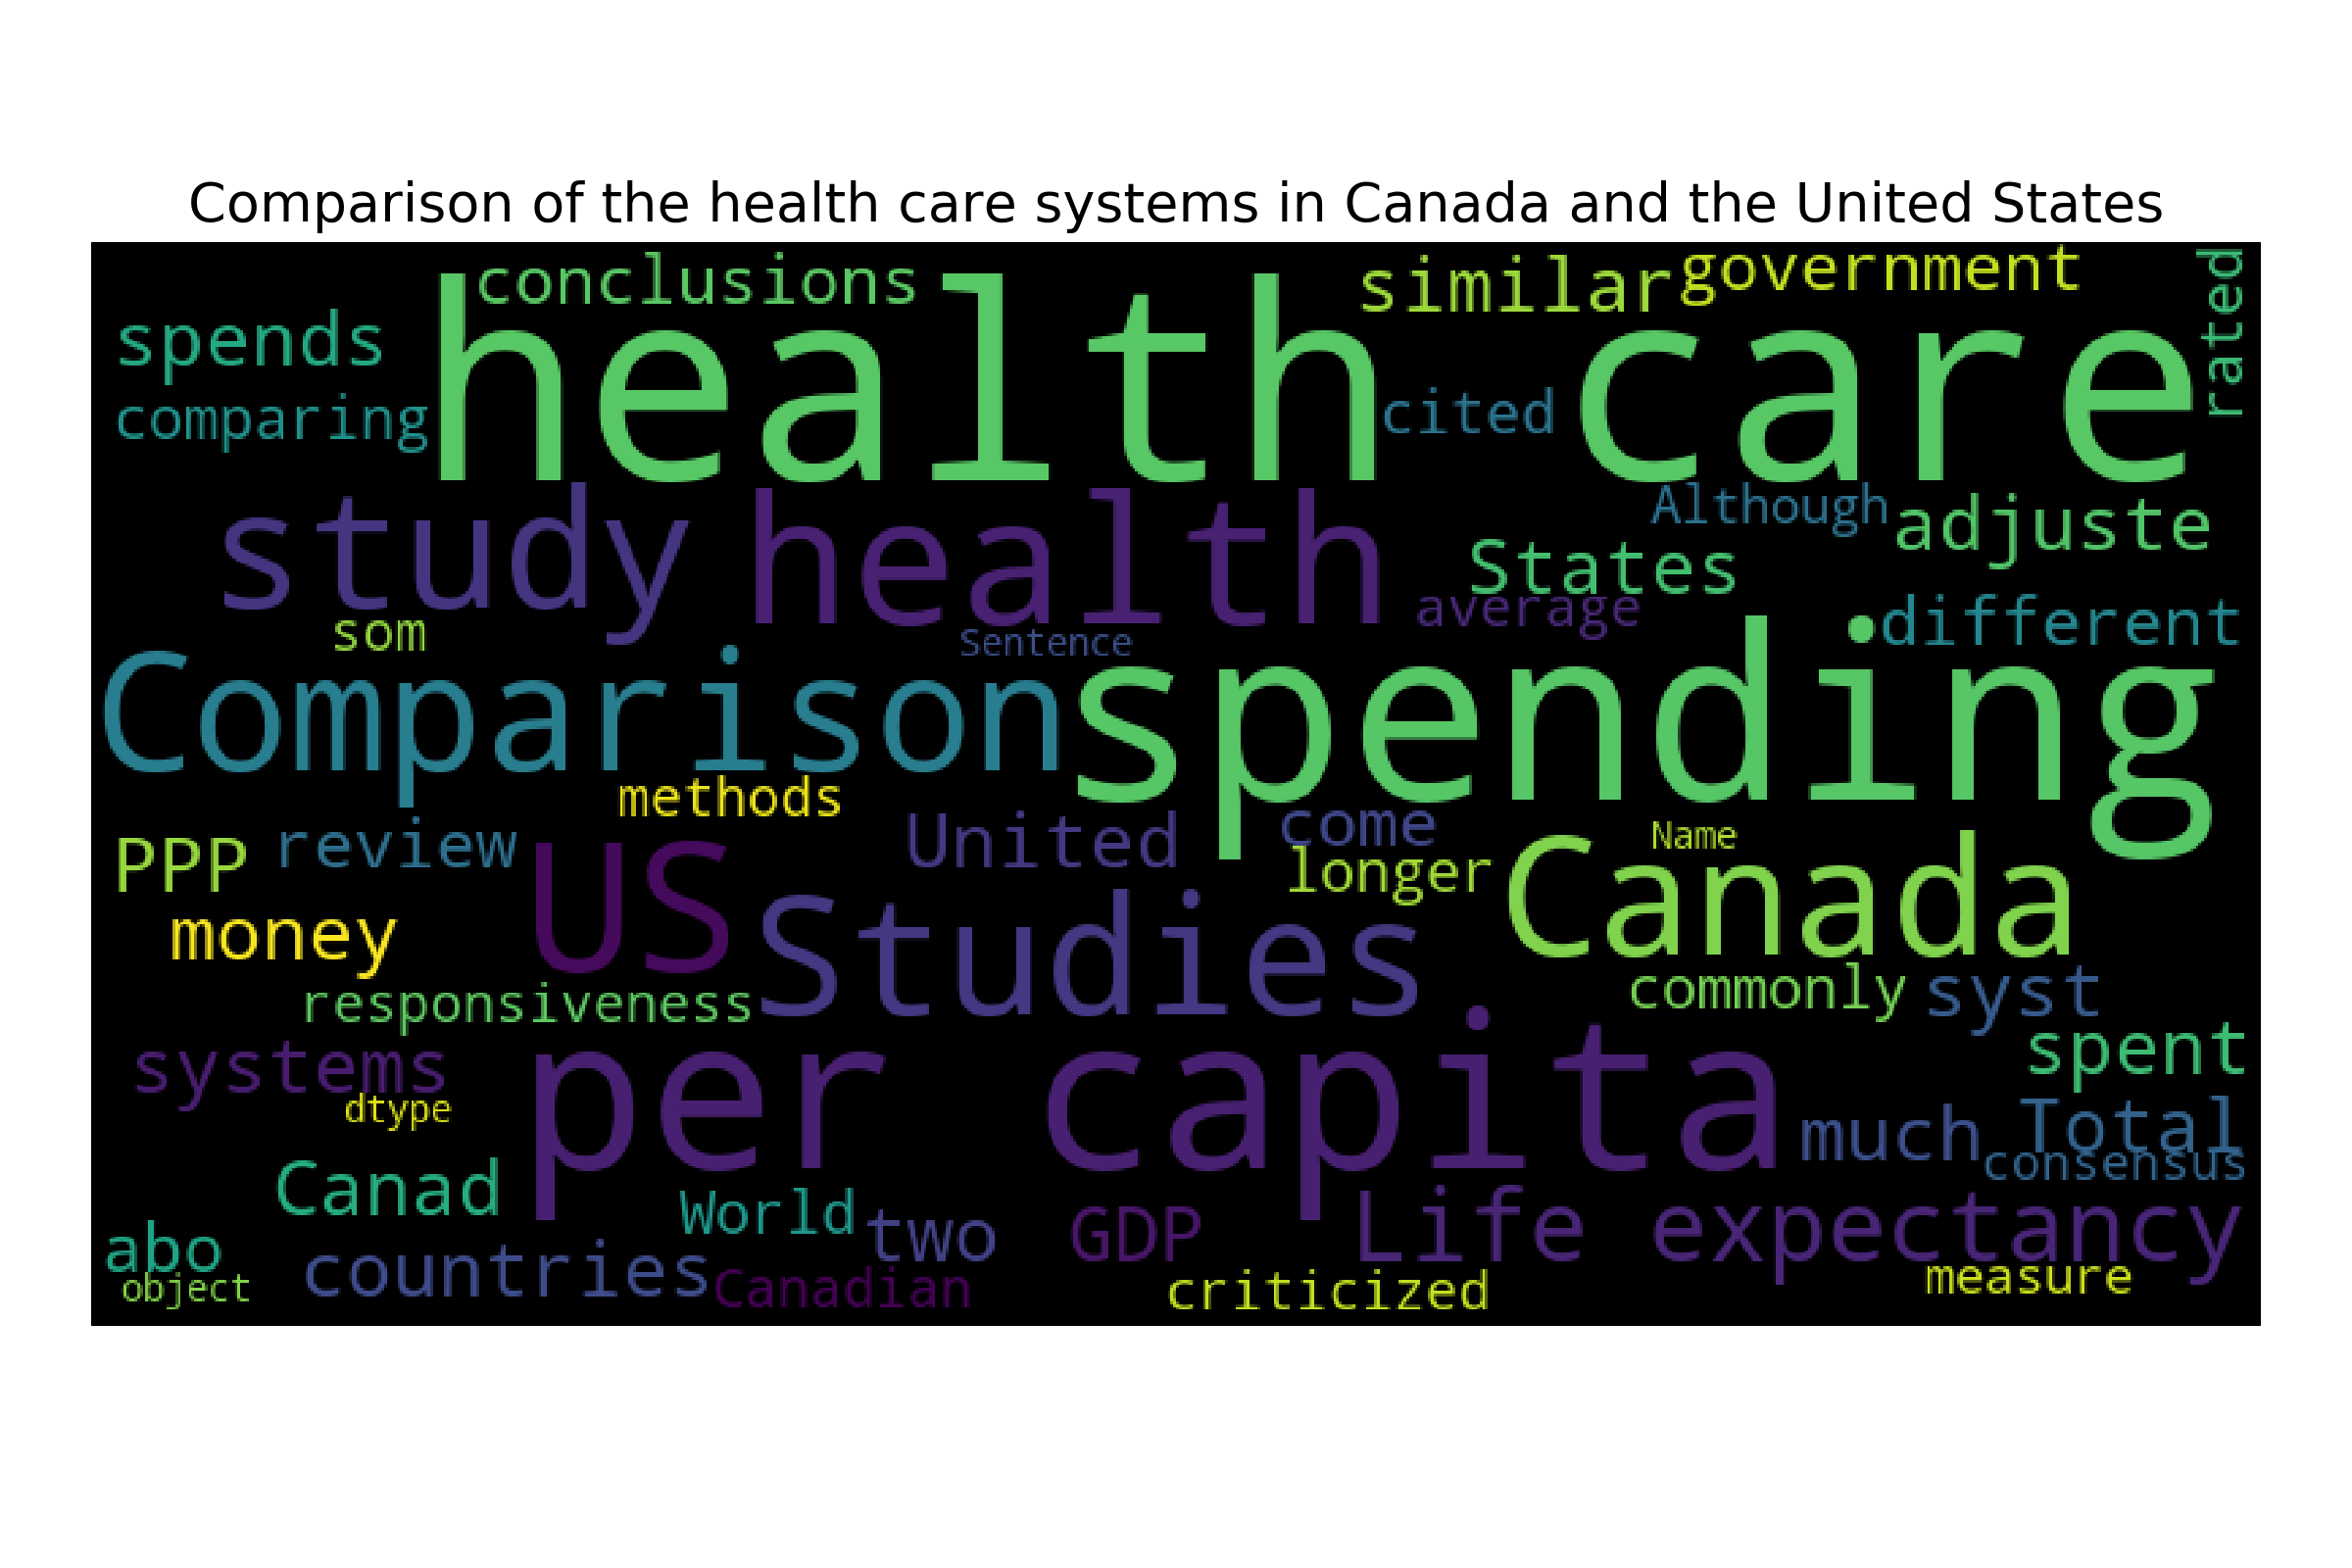 Comparison of the health care systems in Canada and the United States
conclusions
similar
government
rated
spends
health care
comparing
cited
study
health
Although
adjuste
States
average
som
Sentence
different
Comparison
spending
methods
PPP
review
US
United
come
Name
longer
Canada
money
Studies
responsiveness
commonly
syst
systems
per capita
spent
dtype
much
Total
consensus
Canad
World
two
GDP
Life expectancy
abo
object
countries
Canadian
criticized
measure